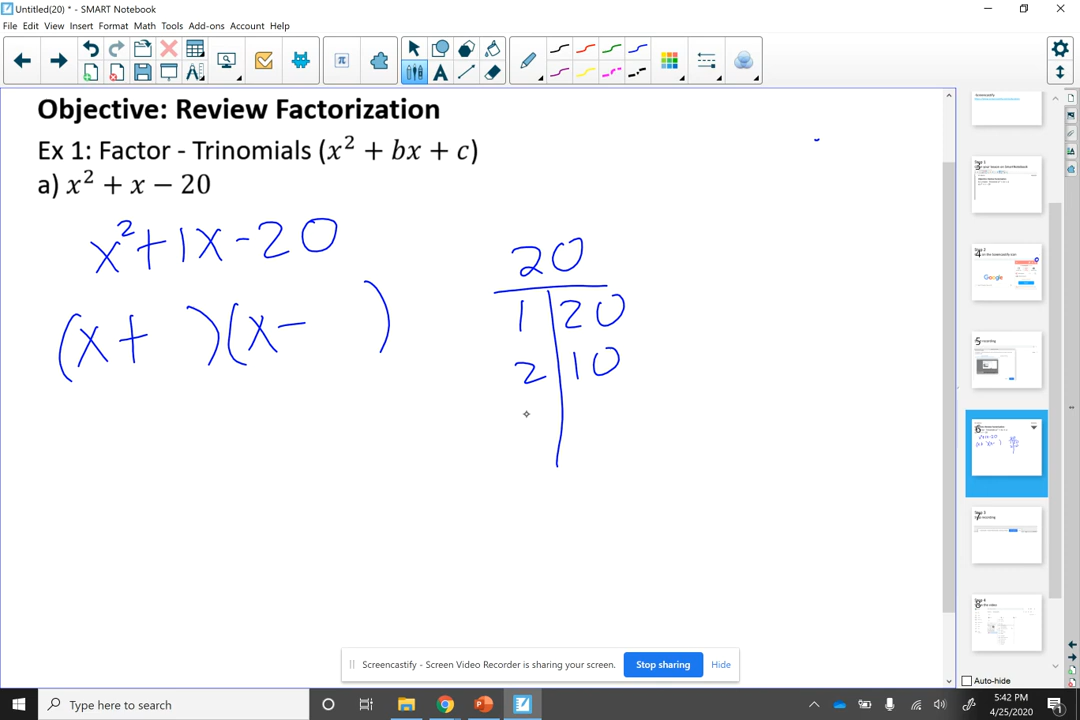 Untitled(20) * - SMART Notebook
File Edit View Insert Format Math Tools Add-ons Account Help
Objective: Review Factorization
Ex 1: Factor - Trinomials (x² + bx + c)
a) x² + x − 20
x² + 1x - 20
(x + )(x - )
20
1 | 20
2 | 10
Google
Screencastify - Screen Video Recorder is sharing your screen.
Stop sharing
Hide
Auto-hide
Type here to search
5:42 PM
4/25/2020